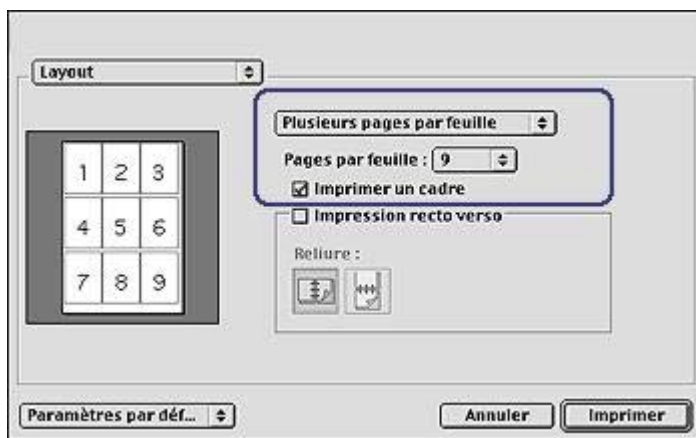 Layout
Plusieurs pages par feuille
Pages par feuille : 9
Imprimer un cadre
Impression recto verso
Reliure :
1 2 3
4 5 6
7 8 9
Paramètres par déf... Annuler Imprimer